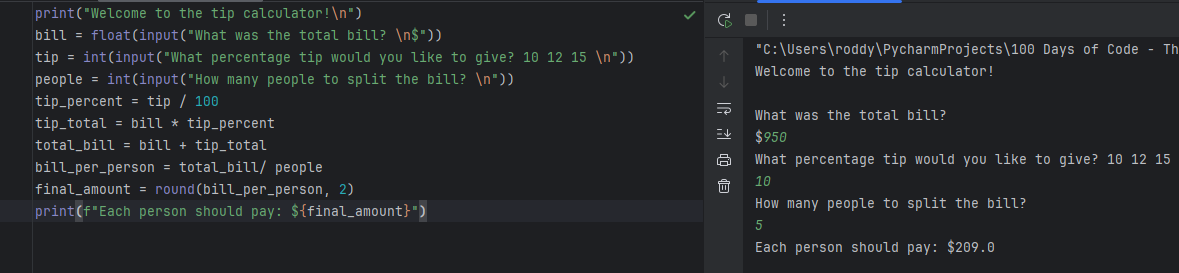 print("Welcome to the tip calculator!\n")
bill = float(input("What was the total bill? \n$"))
tip = int(input("What percentage tip would you like to give? 10 12 15 \n"))
people = int(input("How many people to split the bill? \n"))
tip_percent = tip / 100
tip_total = bill * tip_percent
total_bill = bill + tip_total
bill_per_person = total_bill/ people
final_amount = round(bill_per_person, 2)
print(f"Each person should pay: ${final_amount}")
"C:\Users\roddy\PycharmProjects\100 Days of Code - Th
Welcome to the tip calculator!
What was the total bill?
$950
What percentage tip would you like to give? 10 12 15
10
How many people to split the bill?
5
Each person should pay: $209.0